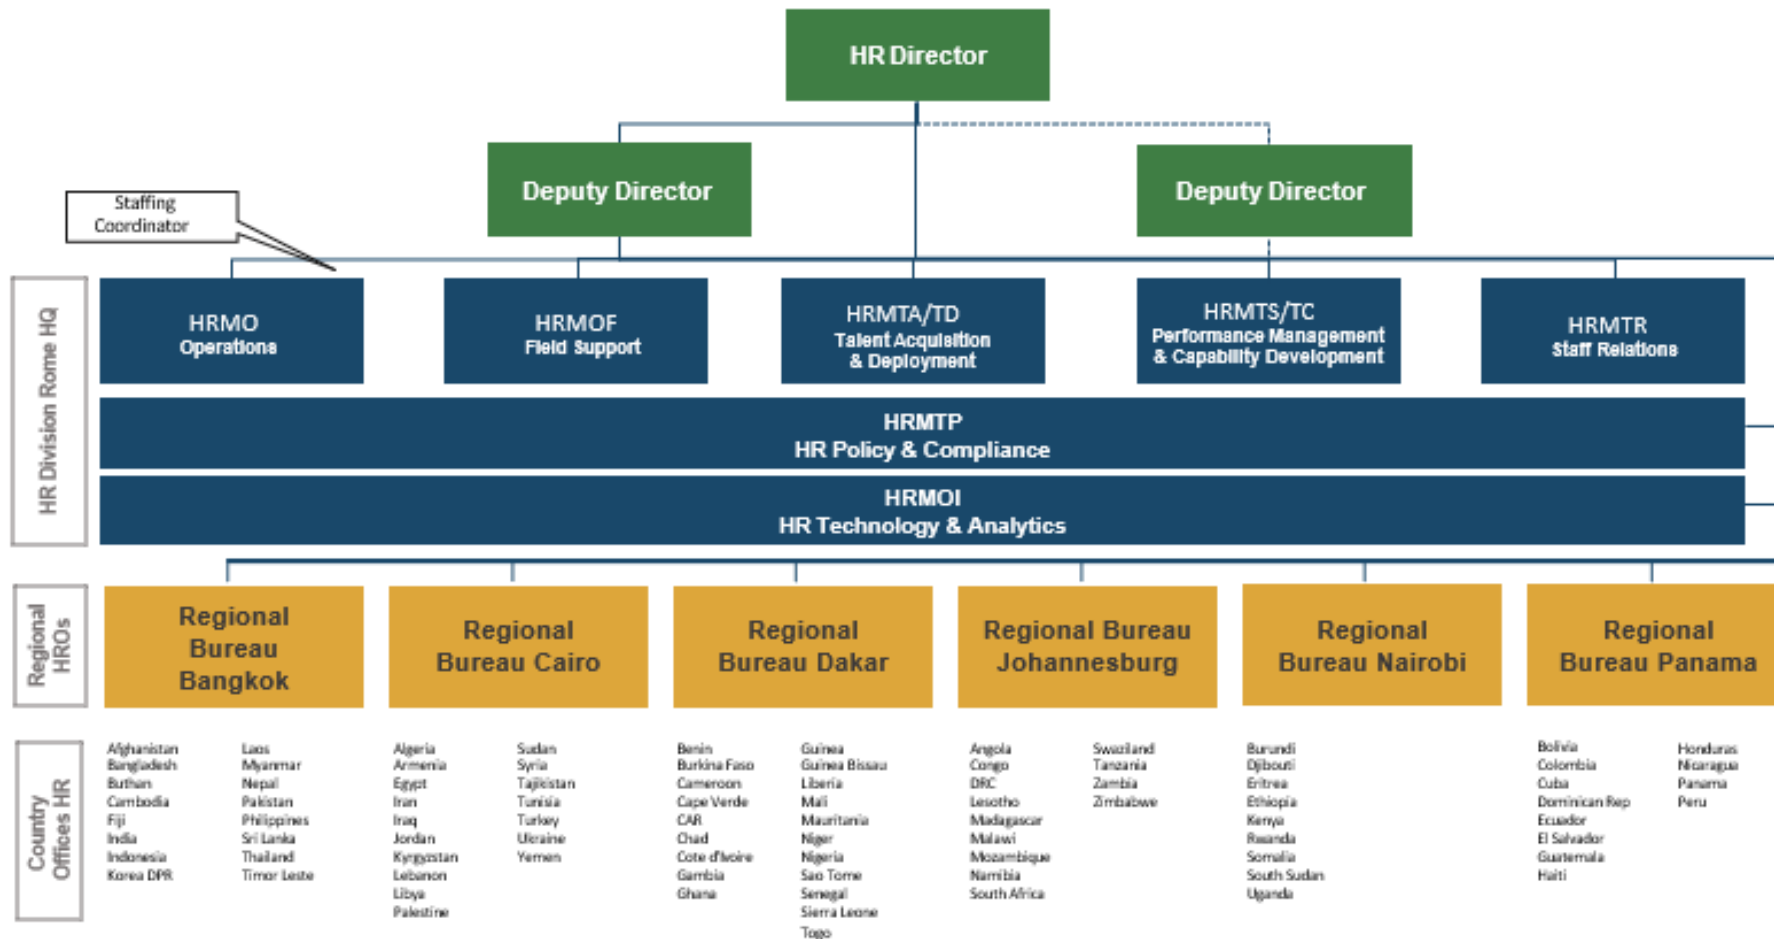 HR Director
Deputy Director
Deputy Director
Staffing
Coordinator
HR Division Rome HQ
HRMO
Operations
HRMOF
Field Support
HRMTA/TD
Talent Acquisition
& Deployment
HRMTS/TC
Performance Management
& Capability Development
HRMTR
Staff Relations
HRMTP
HR Policy & Compliance
HRMOI
HR Technology & Analytics
Regional
HROs
Regional
Bureau
Bangkok
Regional
Bureau Cairo
Regional
Bureau Dakar
Regional Bureau
Johannesburg
Regional
Bureau Nairobi
Regional
Bureau Panama
Country
Offices HR
Afghanistan
Bangladesh
Buthan
Cambodia
Fiji
India
Indonesia
Korea DPR
Laos
Myanmar
Nepal
Pakistan
Philippines
Sri Lanka
Thailand
Timor Leste
Algeria
Armenia
Egypt
Iran
Iraq
Jordan
Kyrgyzstan
Lebanon
Libya
Palestine
Sudan
Syria
Tajikistan
Tunisia
Turkey
Ukraine
Yemen
Benin
Burkina Faso
Cameroon
Cape Verde
CAR
Chad
Cote d'Ivoire
Gambia
Ghana
Guinea
Guinea Bissau
Liberia
Mali
Mauritania
Niger
Nigeria
Sao Tome
Senegal
Sierra Leone
Togo
Angola
Congo
DRC
Lesotho
Madagascar
Malawi
Mozambique
Namibia
South Africa
Swaziland
Tanzania
Zambia
Zimbabwe
Burundi
Djibouti
Eritrea
Ethiopia
Kenya
Rwanda
Somalia
South Sudan
Uganda
Bolivia
Colombia
Cuba
Dominican Rep
Ecuador
El Salvador
Guatemala
Haiti
Honduras
Nicaragua
Panama
Peru